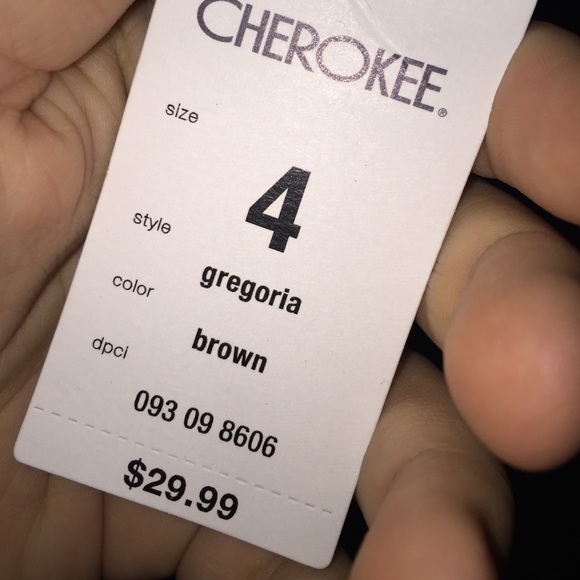 CHEROKEE®
size
4
style
gregoria
color
brown
dpci
093 09 8606
$29.99